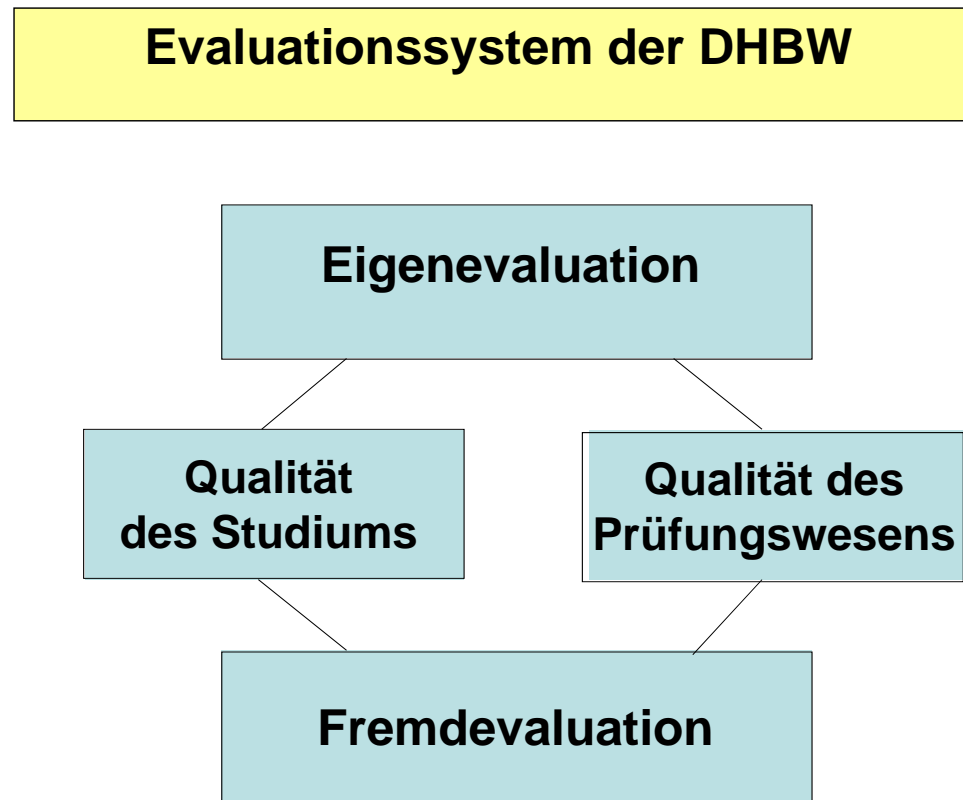 Evaluationssystem der DHBW
Eigenevaluation
Qualität
des Studiums
Qualität des
Prüfungswesens
Fremdevaluation